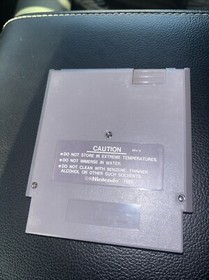 CAUTION
•DO NOT STORE IN EXTREME TEMPERATURES.
•DO NOT IMMERSE IN WATER.
•DO NOT CLEAN WITH BENZENE, THINNER,
ALCOHOL OR OTHER SUCH SOLVENTS.
Nintendo